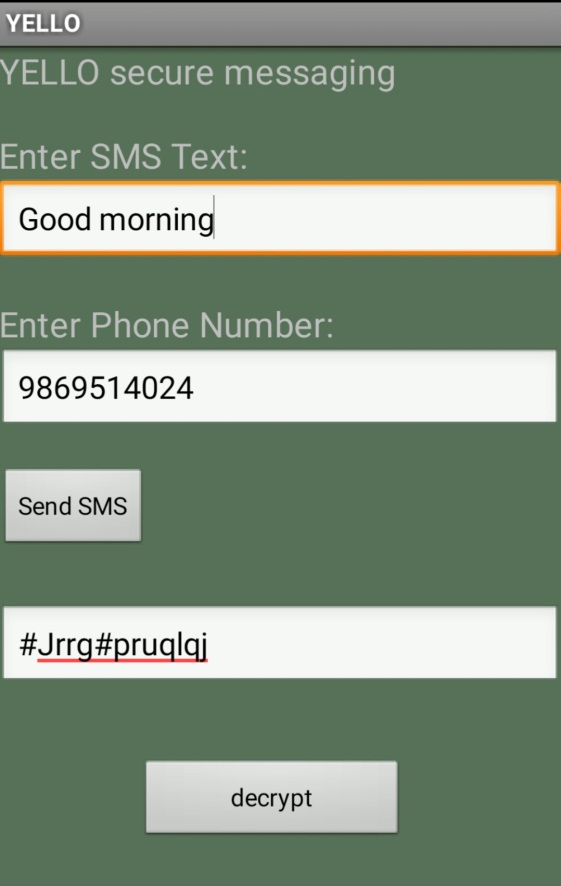 YELLO
YELLO secure messaging
Enter SMS Text:
Good morning
Enter Phone Number:
9869514024
Send SMS
#Jrrg#pruqlqj
decrypt